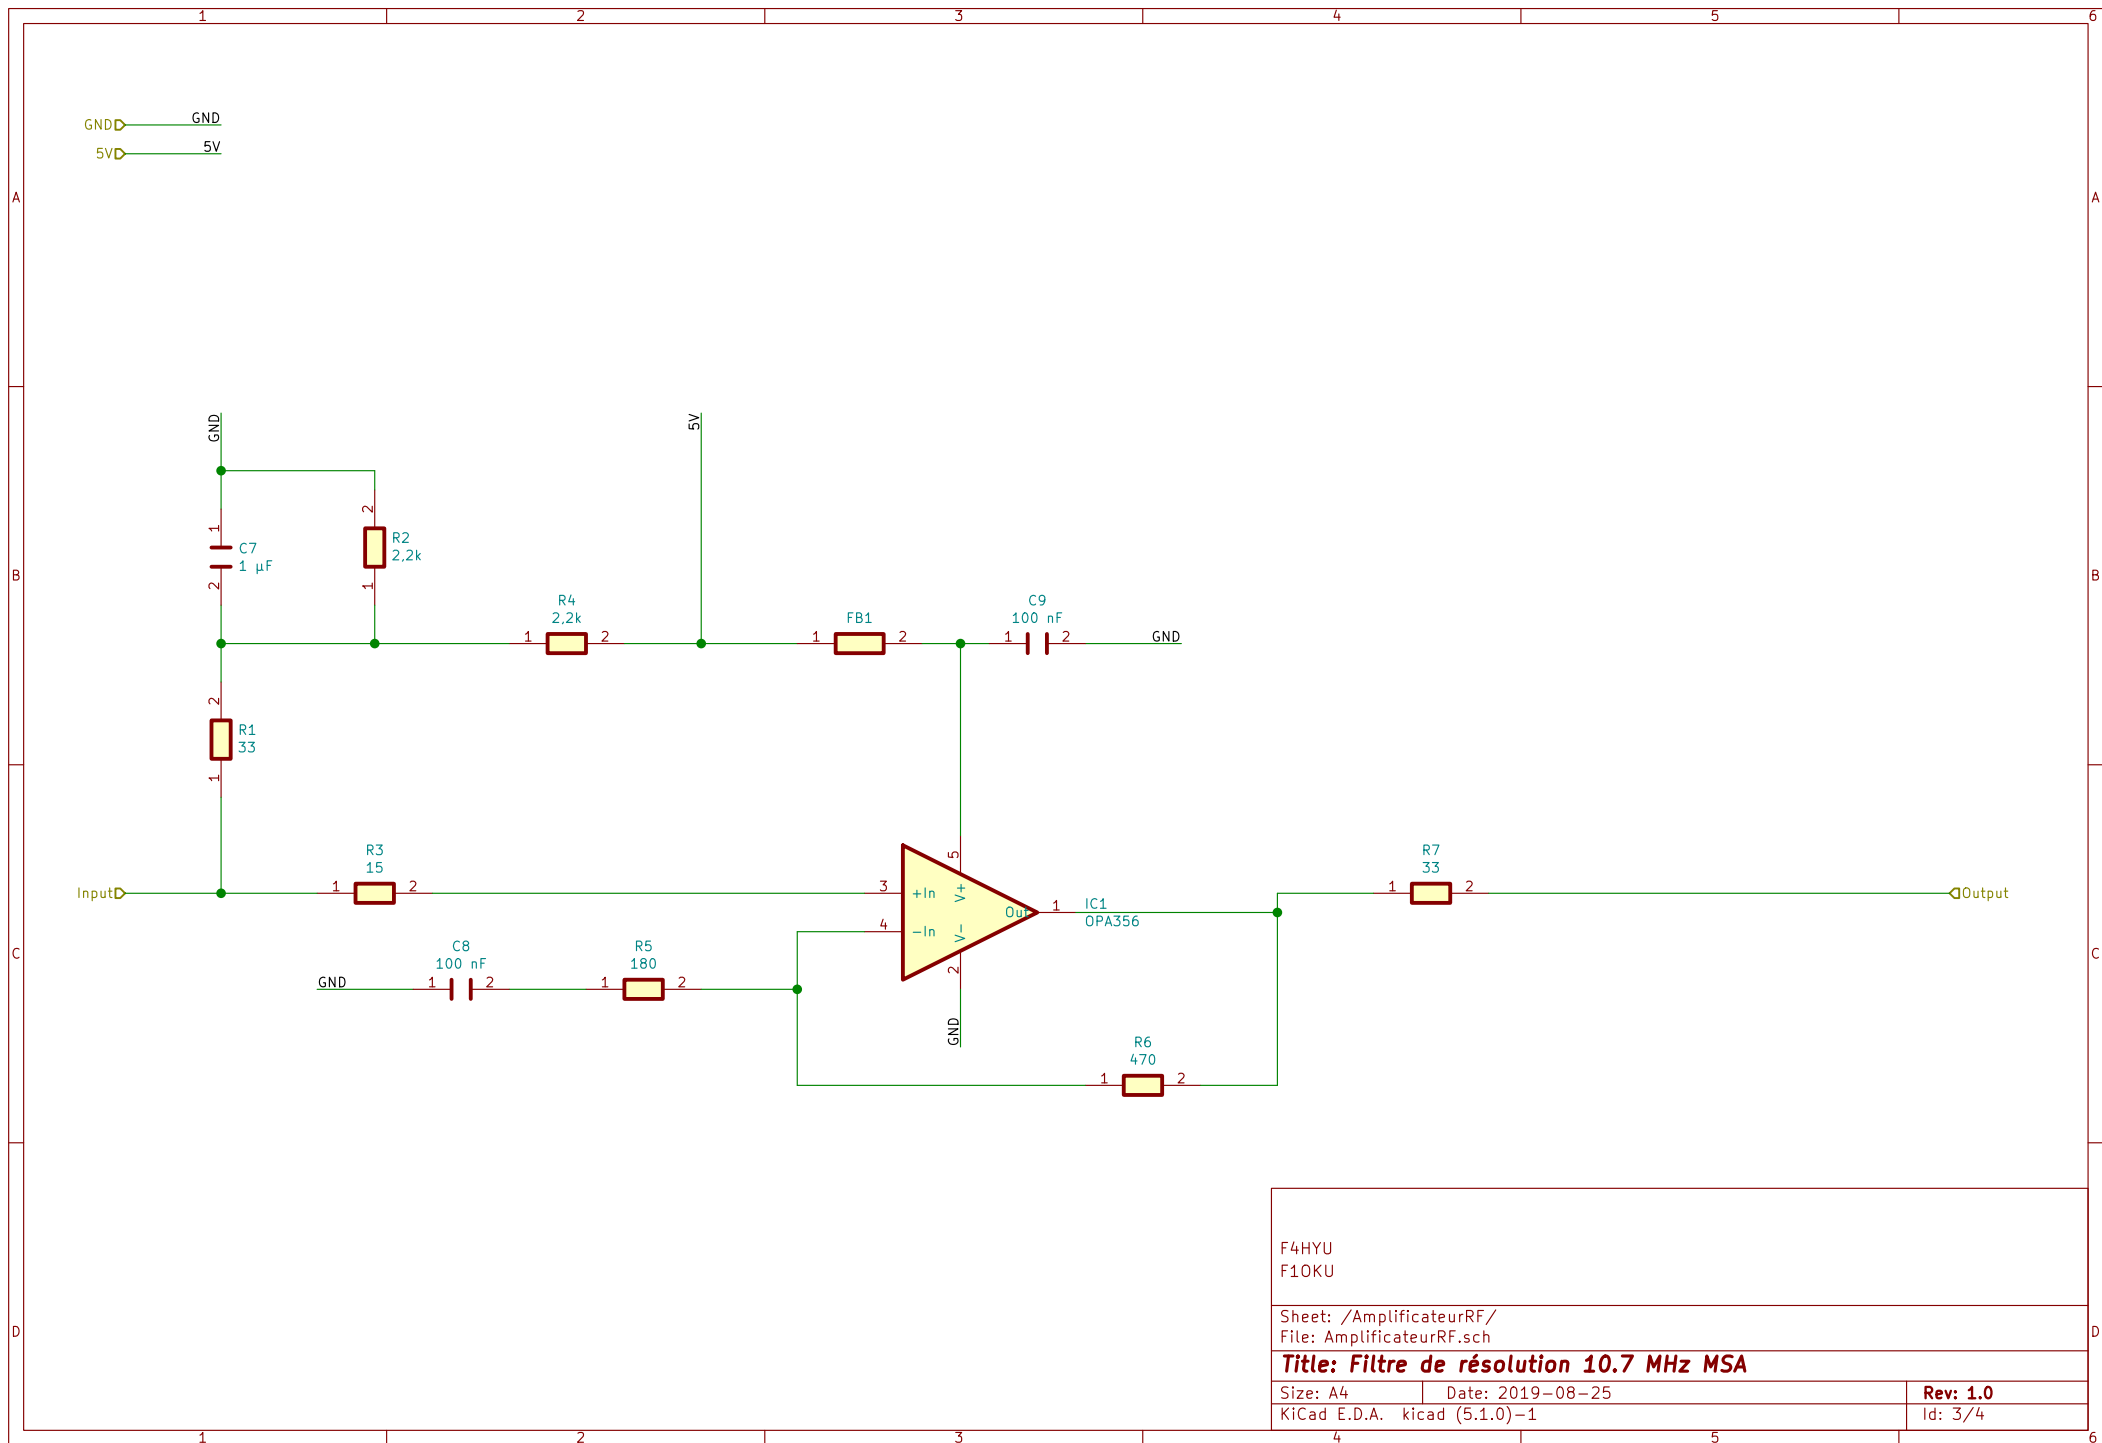 1 2 3 4 5 6
GND GND
5V 5V
A A
GND
5V
1
2
C7
1 µF
2
1
R2
2,2k
B B
R4
2,2k
1 2
FB1
1 2
C9
100 nF
1 2
GND
2
1
R1
33
R3
15
1 2
Input
3 +In
4 -In
5
V+
V-
2
Out
1
IC1
OPA356
GND
R7
33
1 2
Output
C C
C8
100 nF
GND
1 2
R5
180
1 2
R6
470
1 2
F4HYU
F1OKU
Sheet: /AmplificateurRF/
File: AmplificateurRF.sch
Title: Filtre de résolution 10.7 MHz MSA
Size: A4 Date: 2019-08-25 Rev: 1.0
KiCad E.D.A. kicad (5.1.0)-1 Id: 3/4
D D
1 2 3 4 5 6